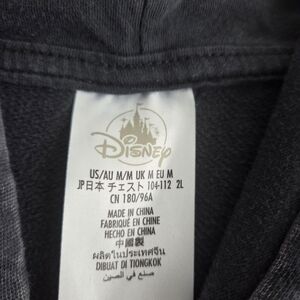 Disney
US/AU M/M UK M EU M
JP日本 チェスト 104-112 2L
CN 180/96A
MADE IN CHINA
FABRIQUÉ EN CHINE
HECHO EN CHINA
中國製
ผลิตในประเทศจีน
DIBUAT DI TIONGKOK
صنع في الصين